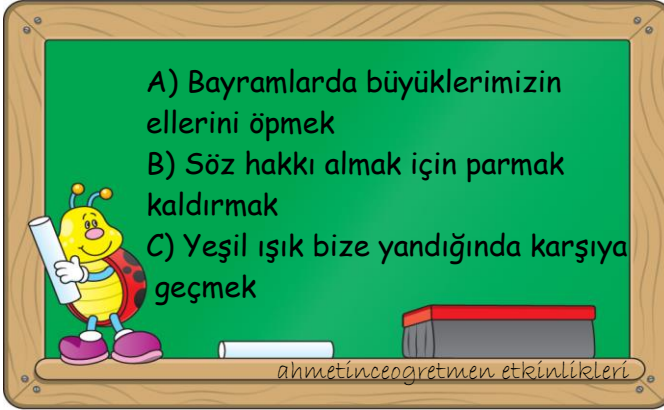 A) Bayramlarda büyüklerimizin
ellerini öpmek
B) Söz hakkı almak için parmak
kaldırmak
C) Yeşil ışık bize yandığında karşıya
geçmek
ahmetinceogretmen etkinlikleri